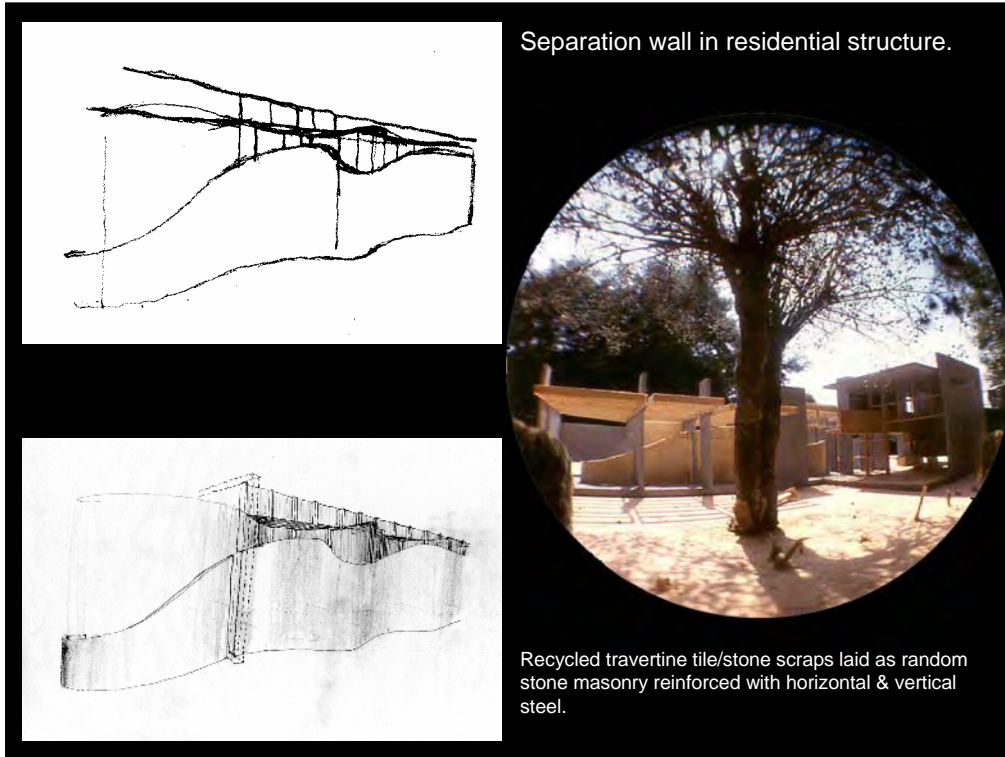 Separation wall in residential structure.
Recycled travertine tile/stone scraps laid as random
stone masonry reinforced with horizontal & vertical
steel.